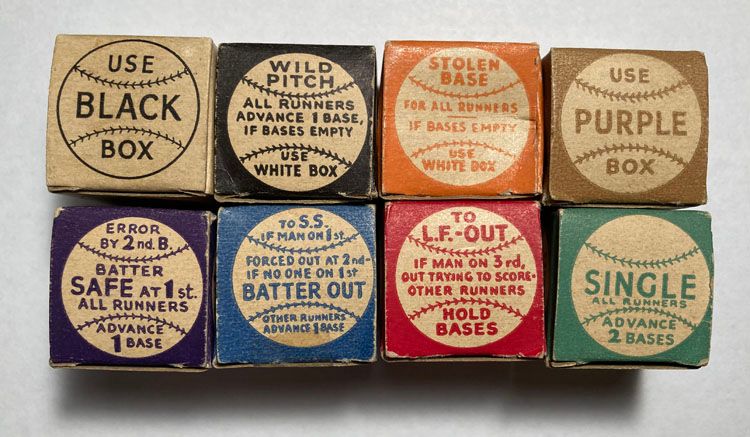 USE
BLACK
BOX
WILD
PITCH
ALL RUNNERS
ADVANCE 1 BASE,
IF BASES EMPTY
USE
WHITE BOX
STOLEN
BASE
FOR ALL RUNNERS
IF BASES EMPTY
USE
WHITE BOX
USE
PURPLE
BOX
ERROR
BY 2nd. B.
BATTER
SAFE AT 1st.
ALL RUNNERS
ADVANCE
1 BASE
TO S.S.
IF MAN ON 1st
FORCED OUT AT 2nd-
IF NO ONE ON 1st
BATTER OUT
OTHER RUNNERS
ADVANCE 1 BASE
TO
L.F.-OUT
IF MAN ON 3rd,
OUT TRYING TO SCORE-
OTHER RUNNERS
HOLD
BASES
SINGLE
ALL RUNNERS
ADVANCE
2 BASES